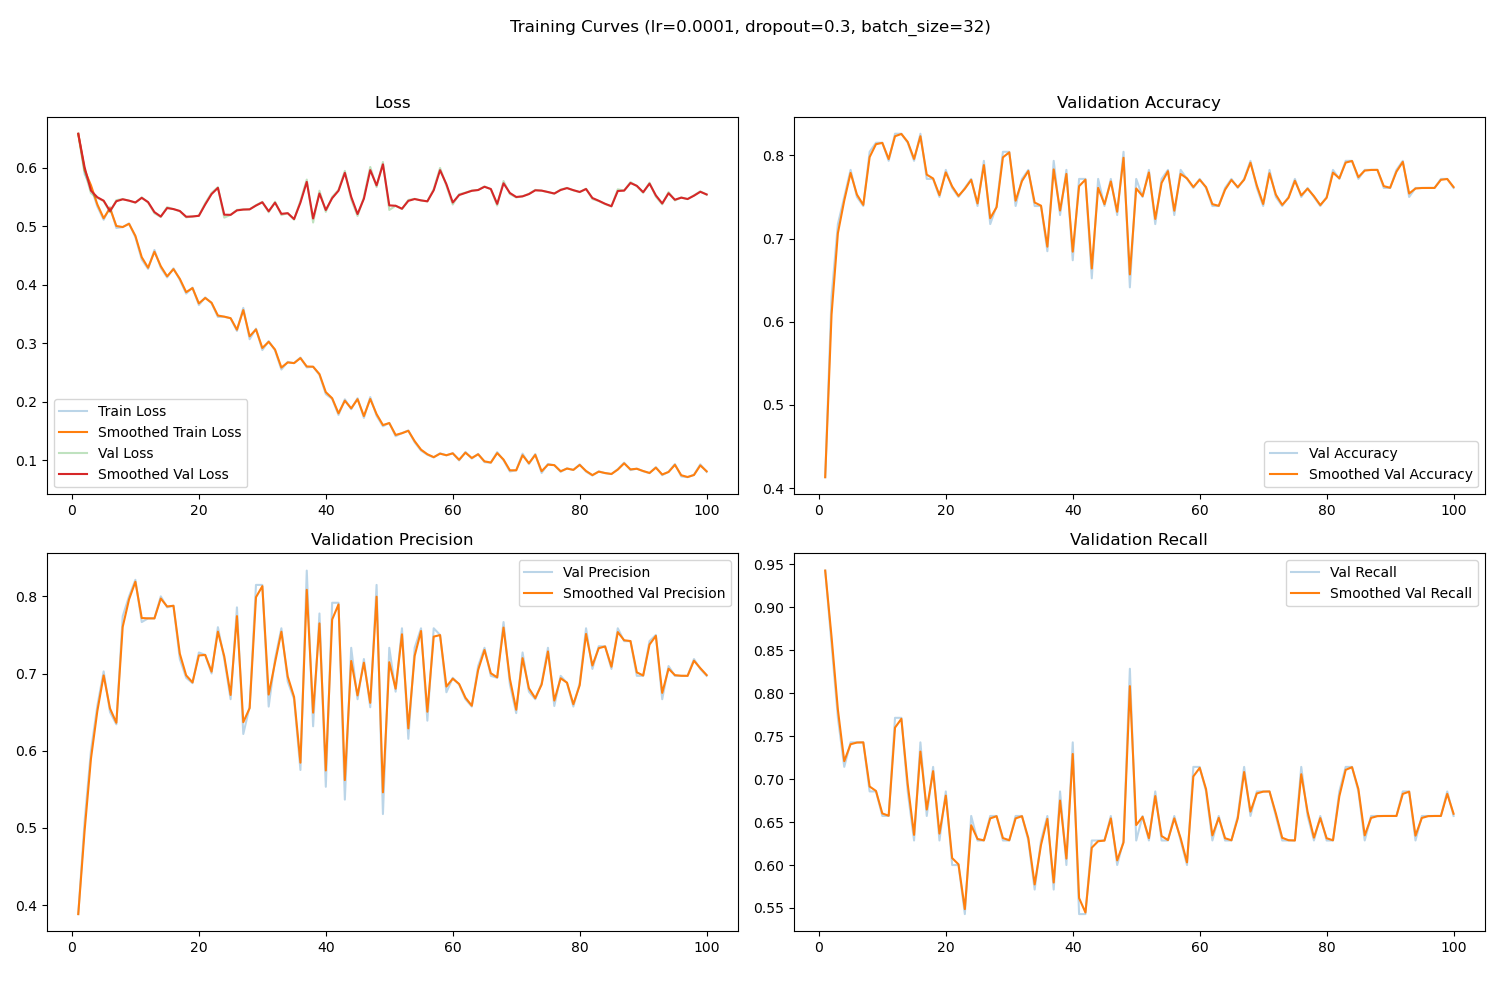 Training Curves (lr=0.0001, dropout=0.3, batch_size=32)
Loss
0.6
0.5
0.4
0.3
0.2
0.1
0 20 40 60 80 100
Train Loss
Smoothed Train Loss
Val Loss
Smoothed Val Loss
Validation Accuracy
0.8
0.7
0.6
0.5
0.4
0 20 40 60 80 100
Val Accuracy
Smoothed Val Accuracy
Validation Precision
0.8
0.7
0.6
0.5
0.4
0 20 40 60 80 100
Val Precision
Smoothed Val Precision
Validation Recall
0.95
0.90
0.85
0.80
0.75
0.70
0.65
0.60
0.55
0 20 40 60 80 100
Val Recall
Smoothed Val Recall